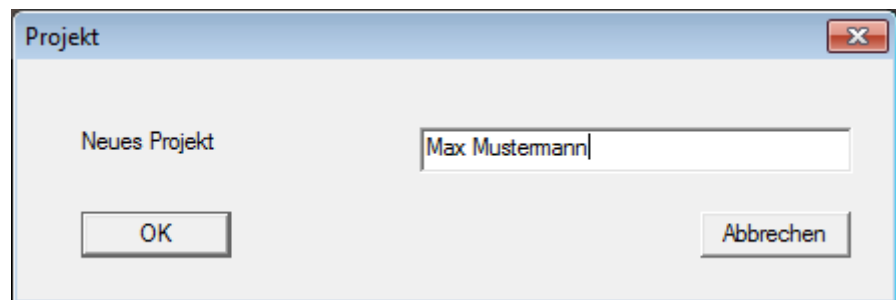 Projekt
Neues Projekt
Max Mustermann
OK
Abbrechen